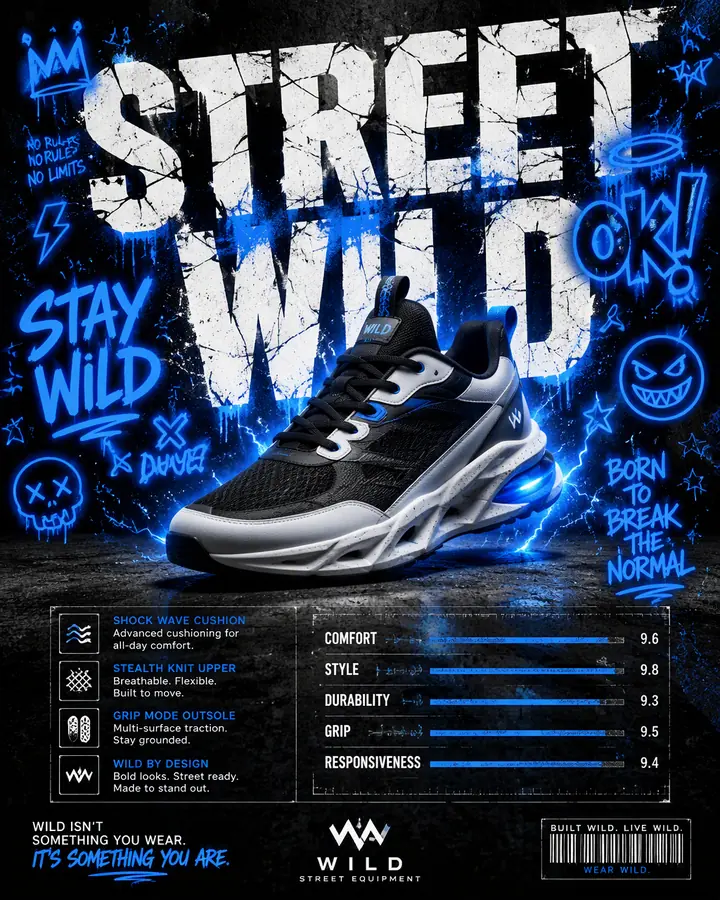 STREET
WILD
NO RULES
NO RULES
NO LIMITS
OK!
STAY
WiLD
WILD
W
BORN
TO
BREAK
THE
NORMAL
SHOCK WAVE CUSHION
Advanced cushioning for
all-day comfort.
STEALTH KNIT UPPER
Breathable. Flexible.
Built to move.
GRIP MODE OUTSOLE
Multi-surface traction.
Stay grounded.
WILD BY DESIGN
Bold looks. Street ready.
Made to stand out.
COMFORT 9.6
STYLE 9.8
DURABILITY 9.3
GRIP 9.5
RESPONSIVENESS 9.4
WILD ISN'T
SOMETHING YOU WEAR.
IT'S SOMETHING YOU ARE.
WILD
STREET EQUIPMENT
BUILT WILD. LIVE WILD.
WEAR WILD.